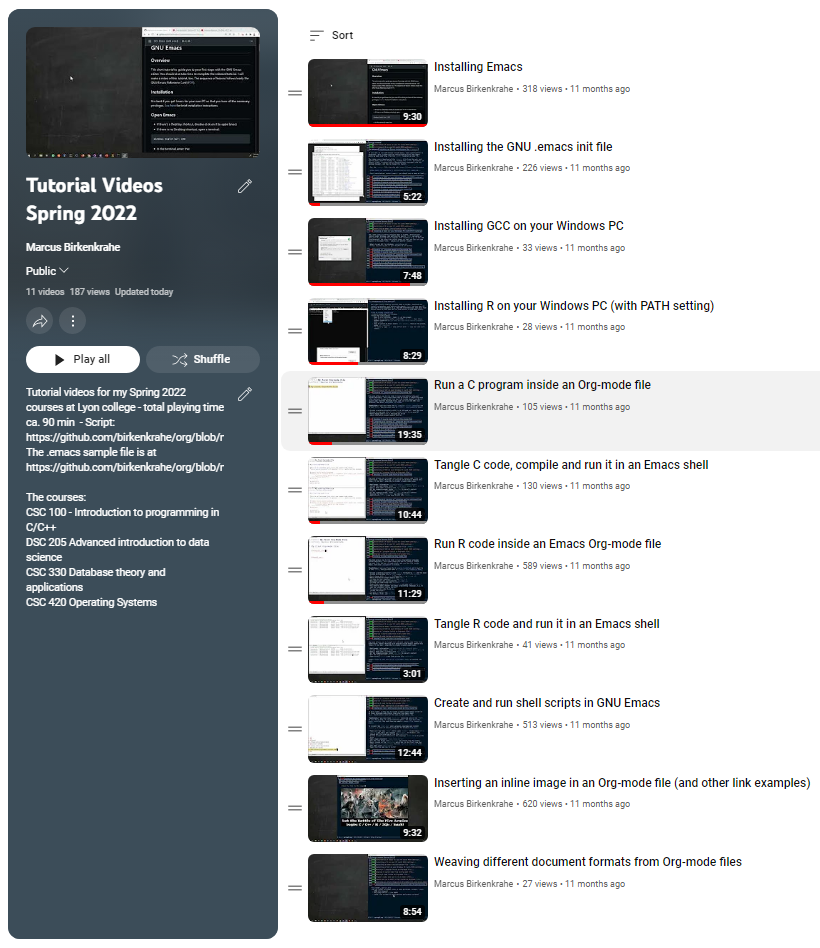 GNU Emacs
Overview
Installation
Open Emacs
Tutorial Videos
Spring 2022
Marcus Birkenkrahe
Public
11 videos 187 views Updated today
Play all
Shuffle
Tutorial videos for my Spring 2022
courses at Lyon college - total playing time
ca. 90 min - Script:
https://github.com/birkenkrahe/org/blob/r
The .emacs sample file is at
https://github.com/birkenkrahe/org/blob/r
The courses:
CSC 100 - Introduction to programming in
C/C++
DSC 205 Advanced introduction to data
science
CSC 330 Database theory and
applications
CSC 420 Operating Systems
Sort
Installing Emacs
Marcus Birkenkrahe • 318 views • 11 months ago
9:30
Installing the GNU .emacs init file
Marcus Birkenkrahe • 226 views • 11 months ago
5:22
Installing GCC on your Windows PC
Marcus Birkenkrahe • 33 views • 11 months ago
7:48
Installing R on your Windows PC (with PATH setting)
Marcus Birkenkrahe • 28 views • 11 months ago
8:29
Run a C program inside an Org-mode file
Marcus Birkenkrahe • 105 views • 11 months ago
19:35
Tangle C code, compile and run it in an Emacs shell
Marcus Birkenkrahe • 130 views • 11 months ago
10:44
Run R code inside an Emacs Org-mode file
Marcus Birkenkrahe • 589 views • 11 months ago
11:29
Tangle R code and run it in an Emacs shell
Marcus Birkenkrahe • 41 views • 11 months ago
3:01
Create and run shell scripts in GNU Emacs
Marcus Birkenkrahe • 513 views • 11 months ago
12:44
Inserting an inline image in an Org-mode file (and other link examples)
Marcus Birkenkrahe • 620 views • 11 months ago
9:32
Weaving different document formats from Org-mode files
Marcus Birkenkrahe • 27 views • 11 months ago
8:54